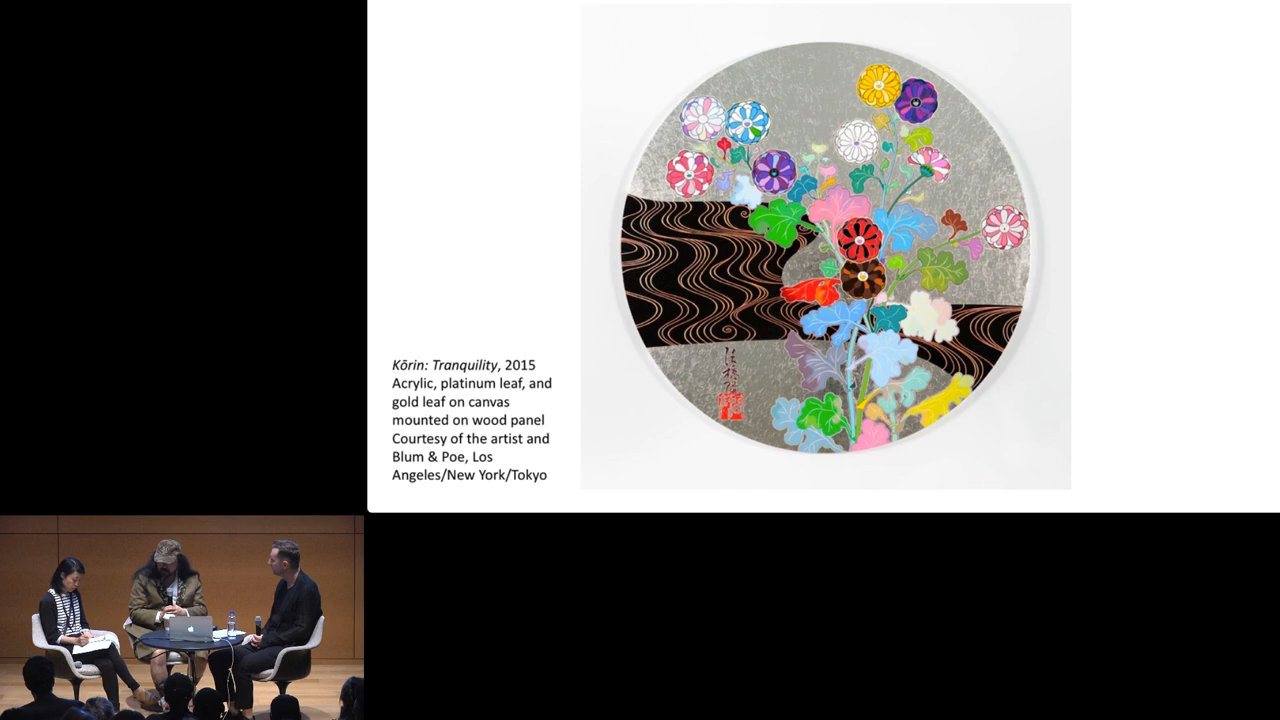 Kōrin: Tranquility, 2015
Acrylic, platinum leaf, and
gold leaf on canvas
mounted on wood panel
Courtesy of the artist and
Blum & Poe, Los
Angeles/New York/Tokyo